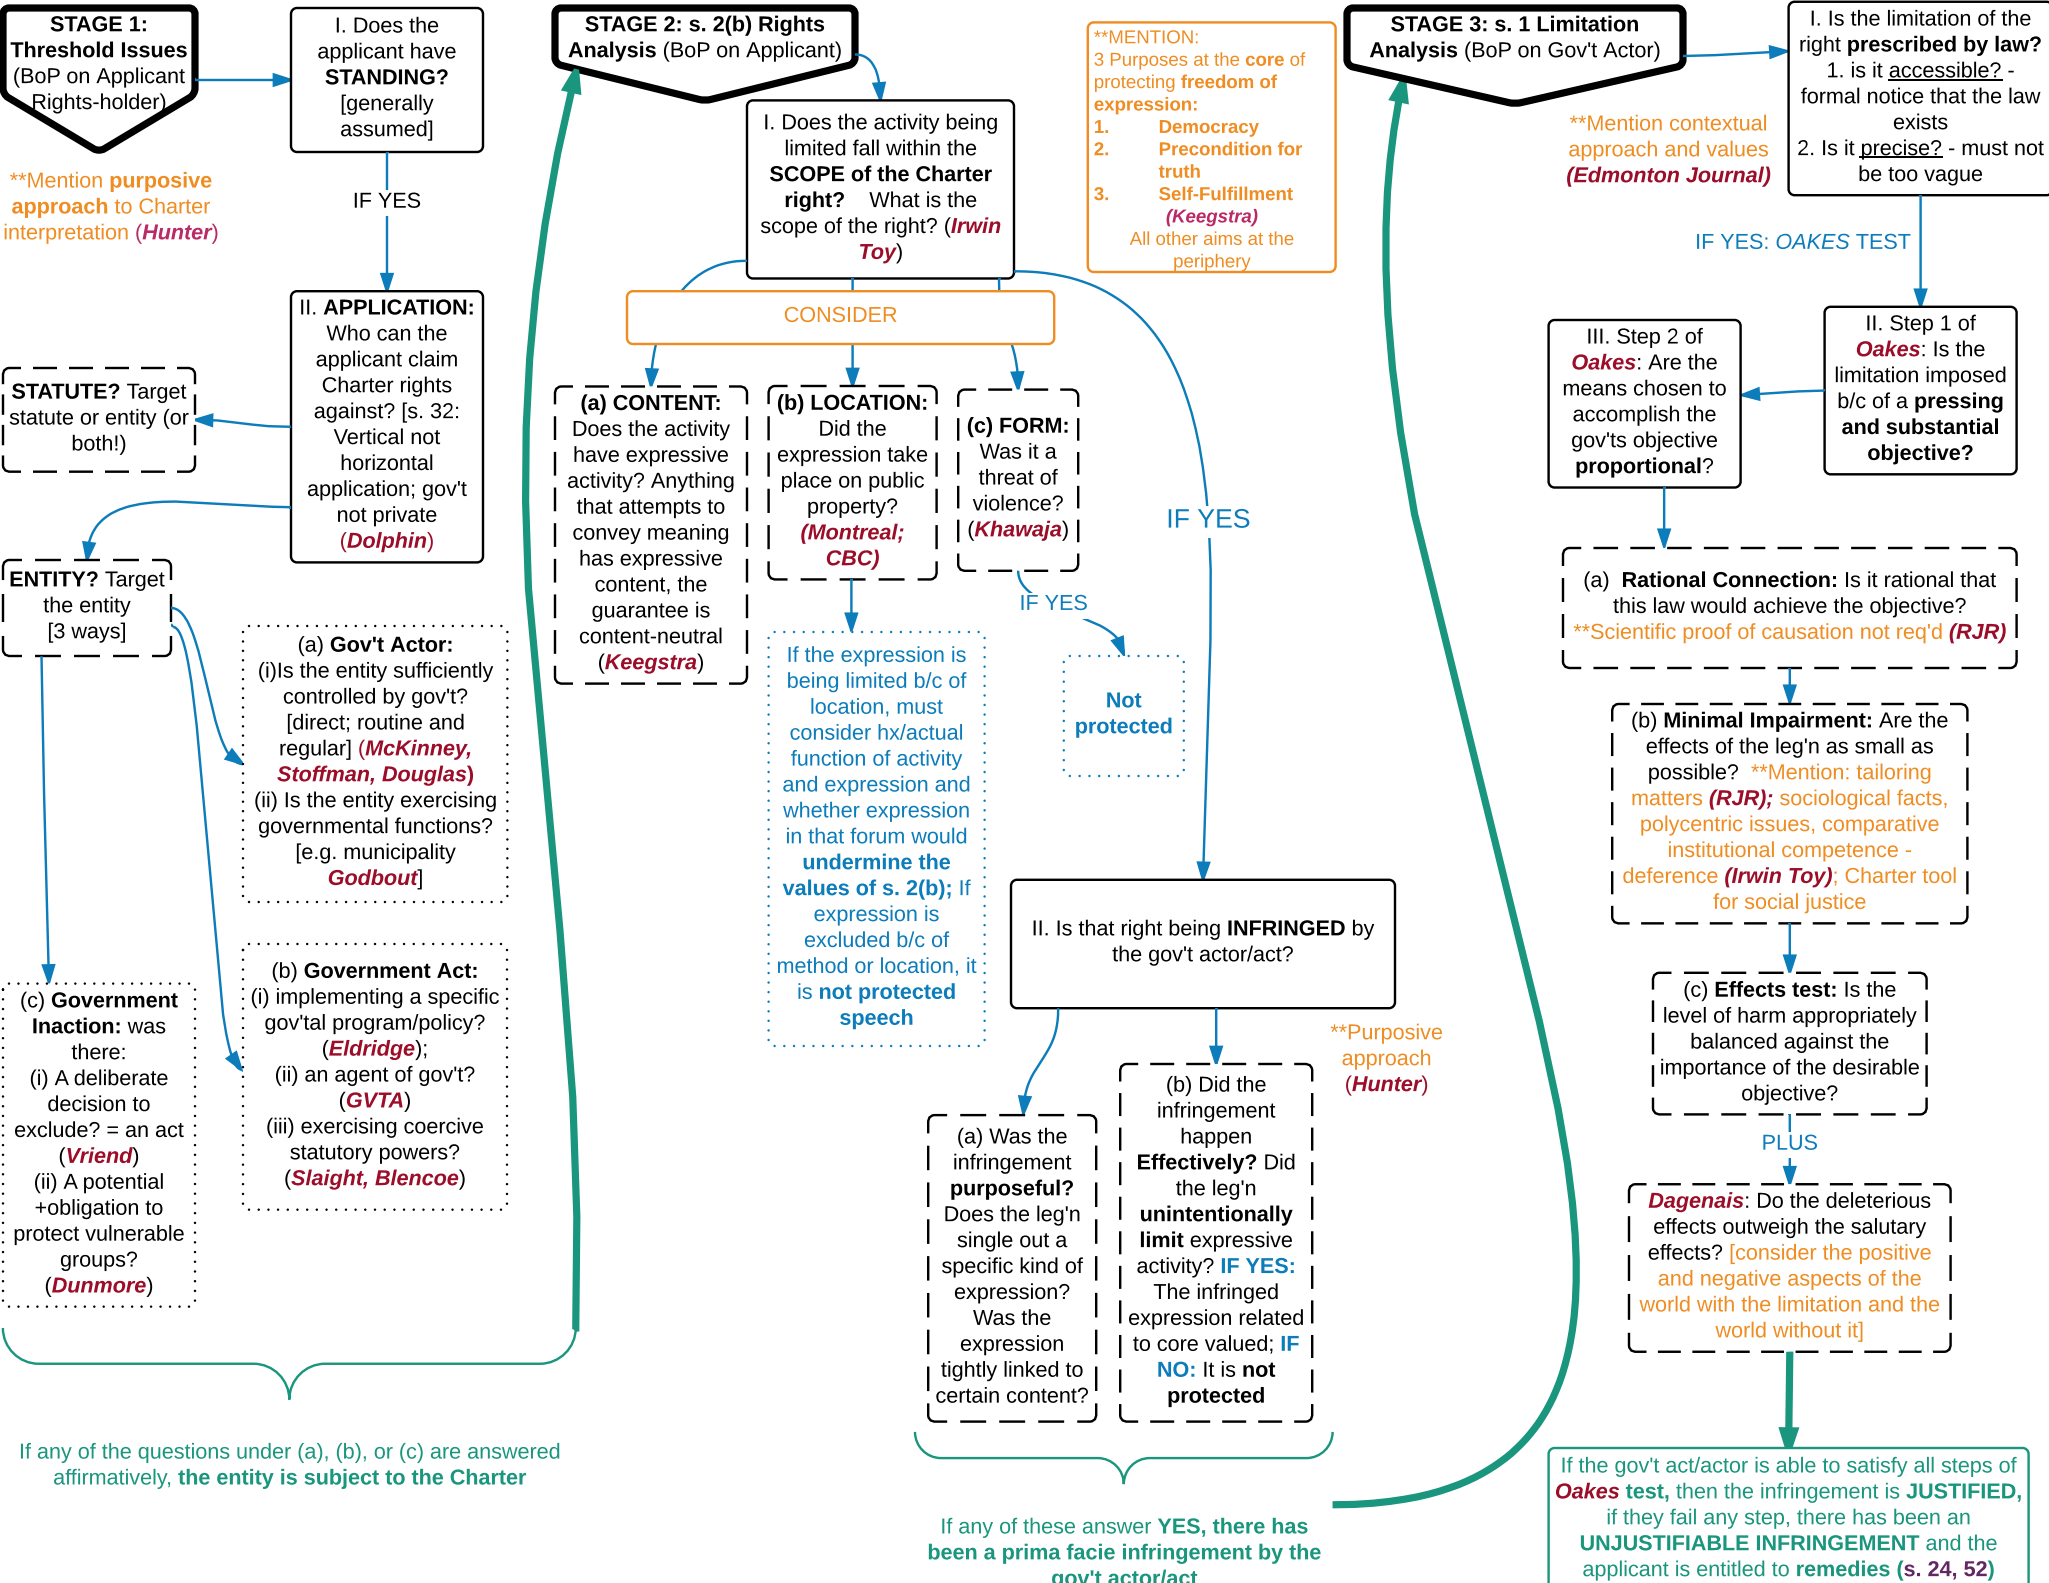 STAGE 1:
Threshold Issues
(BoP on Applicant
Rights-holder)
**Mention purposive
approach to Charter
interpretation (Hunter)
I. Does the
applicant have
STANDING?
[generally
assumed]
IF YES
II. APPLICATION:
Who can the
applicant claim
Charter rights
against? [s. 32:
Vertical not
horizontal
application; gov't
not private
(Dolphin)
STATUTE? Target
statute or entity (or
both!)
ENTITY? Target
the entity
[3 ways]
(a) Gov't Actor:
(i)Is the entity sufficiently
controlled by gov't?
[direct; routine and
regular] (McKinney,
Stoffman, Douglas)
(ii) Is the entity exercising
governmental functions?
[e.g. municipality
Godbout]
(b) Government Act:
(i) implementing a specific
gov'tal program/policy?
(Eldridge);
(ii) an agent of gov't?
(GVTA)
(iii) exercising coercive
statutory powers?
(Slaight, Blencoe)
(c) Government
Inaction: was
there:
(i) A deliberate
decision to
exclude? = an act
(Vriend)
(ii) A potential
+obligation to
protect vulnerable
groups?
(Dunmore)
If any of the questions under (a), (b), or (c) are answered
affirmatively, the entity is subject to the Charter
STAGE 2: s. 2(b) Rights
Analysis (BoP on Applicant)
I. Does the activity being
limited fall within the
SCOPE of the Charter
right? What is the
scope of the right? (Irwin
Toy)
**MENTION:
3 Purposes at the core of
protecting freedom of
expression:
1. Democracy
2. Precondition for
truth
3. Self-Fulfillment
(Keegstra)
All other aims at the
periphery
CONSIDER
(a) CONTENT:
Does the activity
have expressive
activity? Anything
that attempts to
convey meaning
has expressive
content, the
guarantee is
content-neutral
(Keegstra)
(b) LOCATION:
Did the
expression take
place on public
property?
(Montreal;
CBC)
(c) FORM:
Was it a
threat of
violence?
(Khawaja)
IF YES
Not
protected
If the expression is
being limited b/c of
location, must
consider hx/actual
function of activity
and expression and
whether expression
in that forum would
undermine the
values of s. 2(b); If
expression is
excluded b/c of
method or location, it
is not protected
speech
IF YES
II. Is that right being INFRINGED by
the gov't actor/act?
**Purposive
approach
(Hunter)
(a) Was the
infringement
purposeful?
Does the leg'n
single out a
specific kind of
expression?
Was the
expression
tightly linked to
certain content?
(b) Did the
infringement
happen
Effectively? Did
the leg'n
unintentionally
limit expressive
activity? IF YES:
The infringed
expression related
to core valued; IF
NO: It is not
protected
If any of these answer YES, there has
been a prima facie infringement by the
gov't actor/act
STAGE 3: s. 1 Limitation
Analysis (BoP on Gov't Actor)
**Mention contextual
approach and values
(Edmonton Journal)
I. Is the limitation of the
right prescribed by law?
1. is it accessible? -
formal notice that the law
exists
2. Is it precise? - must not
be too vague
IF YES: OAKES TEST
II. Step 1 of
Oakes: Is the
limitation imposed
b/c of a pressing
and substantial
objective?
III. Step 2 of
Oakes: Are the
means chosen to
accomplish the
gov'ts objective
proportional?
(a) Rational Connection: Is it rational that
this law would achieve the objective?
**Scientific proof of causation not req'd (RJR)
(b) Minimal Impairment: Are the
effects of the leg'n as small as
possible? **Mention: tailoring
matters (RJR); sociological facts,
polycentric issues, comparative
institutional competence -
deference (Irwin Toy); Charter tool
for social justice
(c) Effects test: Is the
level of harm appropriately
balanced against the
importance of the desirable
objective?
PLUS
Dagenais: Do the deleterious
effects outweigh the salutary
effects? [consider the positive
and negative aspects of the
world with the limitation and the
world without it]
If the gov't act/actor is able to satisfy all steps of
Oakes test, then the infringement is JUSTIFIED,
if they fail any step, there has been an
UNJUSTIFIABLE INFRINGEMENT and the
applicant is entitled to remedies (s. 24, 52)